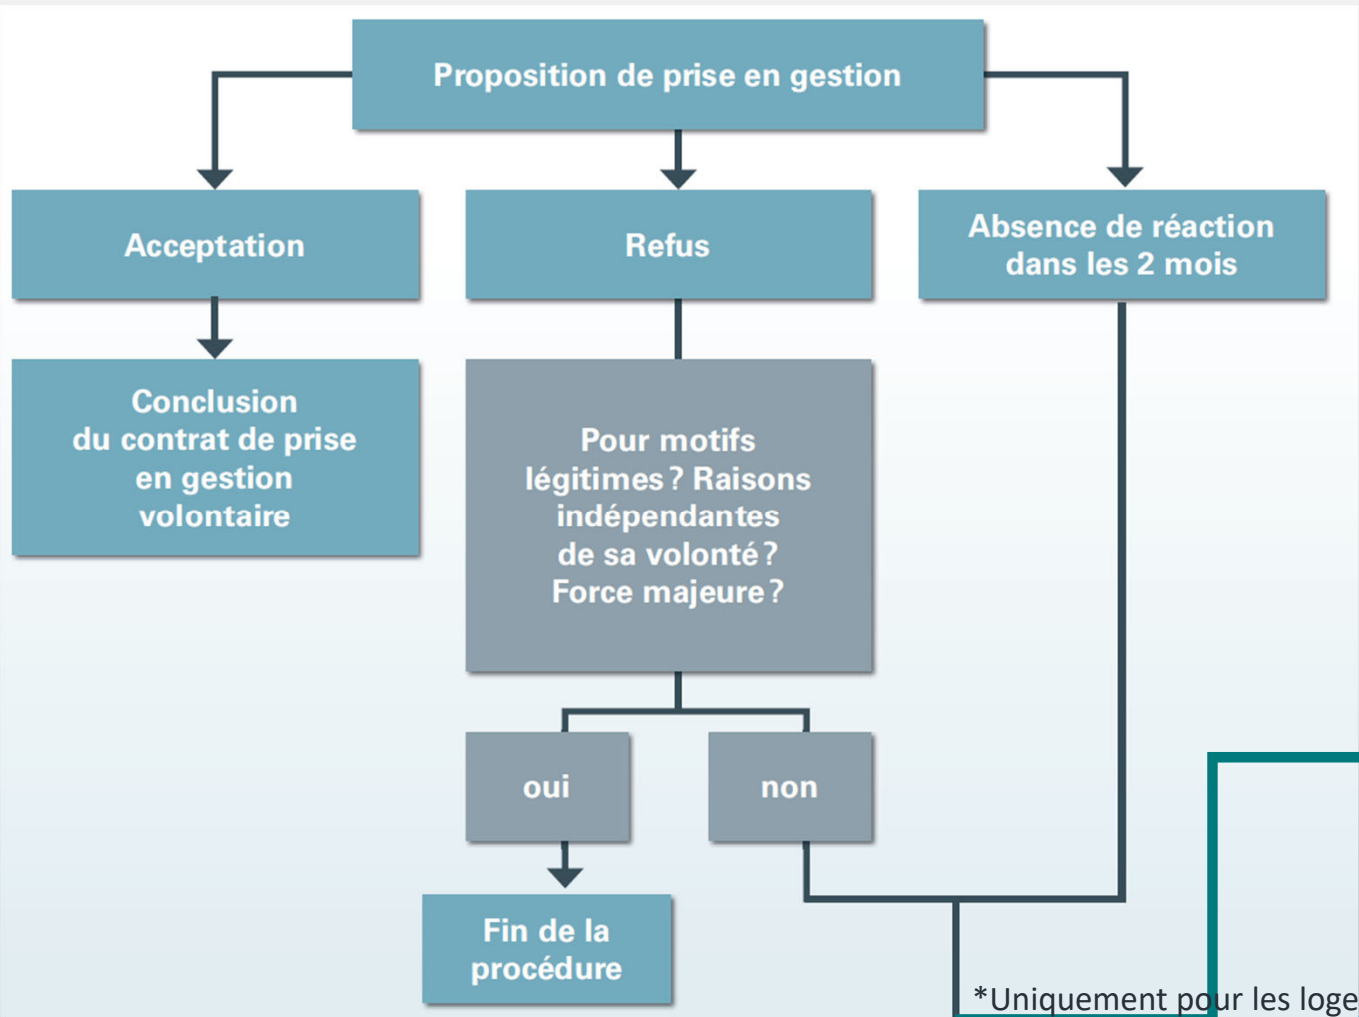 Proposition de prise en gestion
Acceptation
Refus
Absence de réaction
dans les 2 mois
Conclusion
du contrat de prise
en gestion
volontaire
Pour motifs
légitimes ? Raisons
indépendantes
de sa volonté ?
Force majeure ?
oui
non
Fin de la
procédure
*Uniquement pour les loge